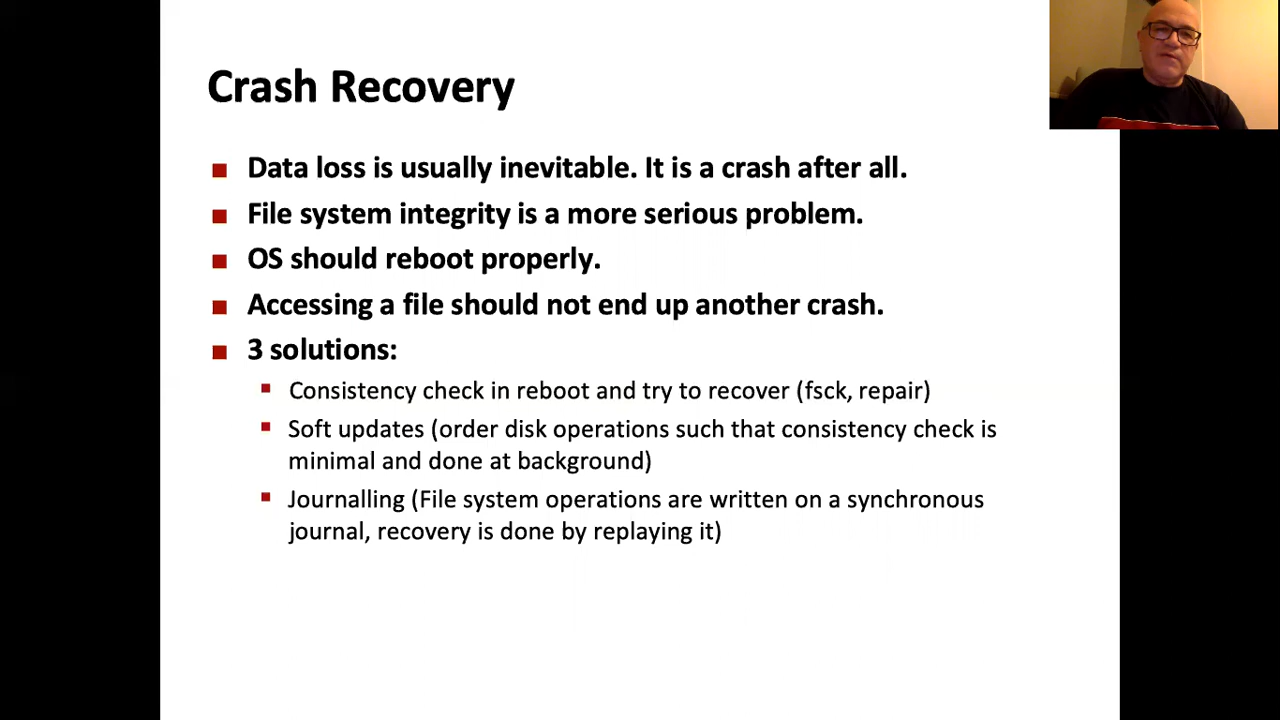 Crash Recovery
Data loss is usually inevitable. It is a crash after all.
File system integrity is a more serious problem.
OS should reboot properly.
Accessing a file should not end up another crash.
3 solutions:
Consistency check in reboot and try to recover (fsck, repair)
Soft updates (order disk operations such that consistency check is
minimal and done at background)
Journalling (File system operations are written on a synchronous
journal, recovery is done by replaying it)